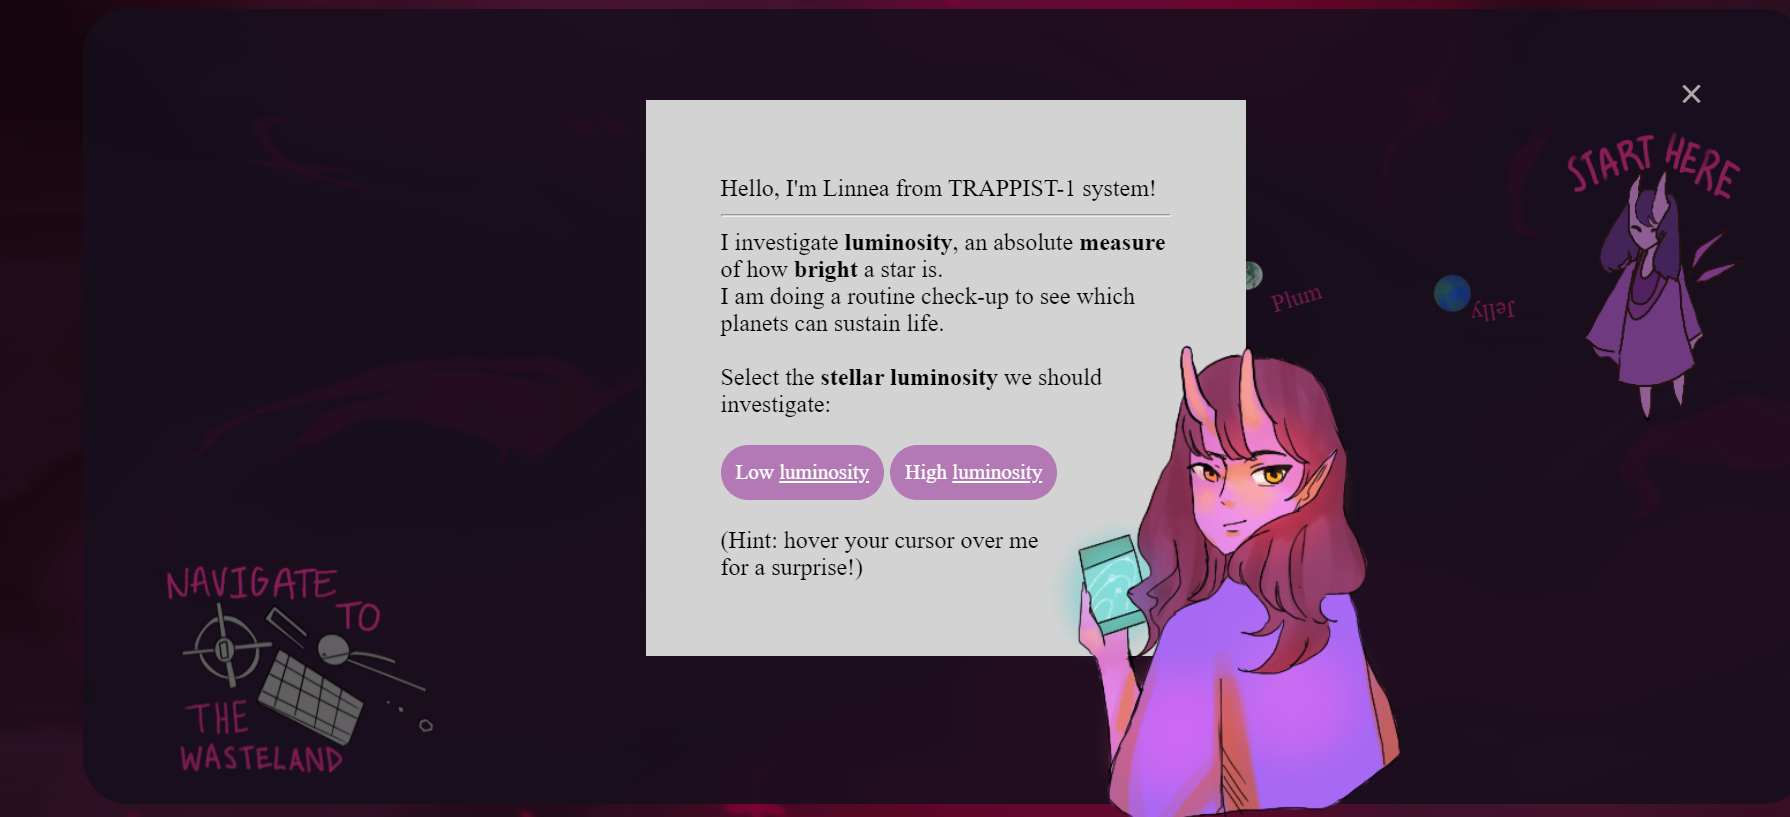 START HERE
Hello, I'm Linnea from TRAPPIST-1 system!
I investigate luminosity, an absolute measure
of how bright a star is.
I am doing a routine check-up to see which
planets can sustain life.
Select the stellar luminosity we should
investigate:
Low luminosity
High luminosity
(Hint: hover your cursor over me
for a surprise!)
Plum
Jelly
NAVIGATE
TO
THE
WASTELAND